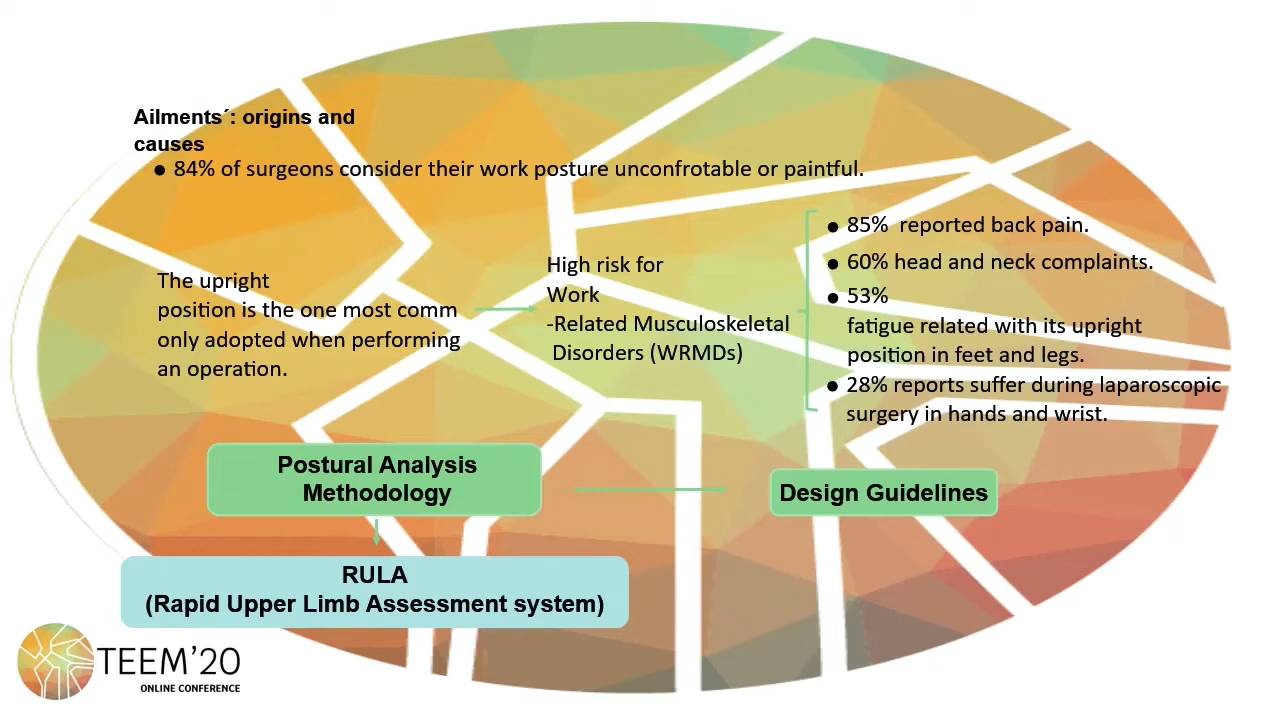 Ailments´: origins and
causes
● 84% of surgeons consider their work posture unconfrotable or paintful.
The upright
position is the one most comm
only adopted when performing
an operation.
High risk for
Work
-Related Musculoskeletal
Disorders (WRMDs)
● 85% reported back pain.
● 60% head and neck complaints.
● 53%
fatigue related with its upright
position in feet and legs.
● 28% reports suffer during laparoscopic
surgery in hands and wrist.
Postural Analysis
Methodology
Design Guidelines
RULA
(Rapid Upper Limb Assessment system)
TEEM’20
ONLINE CONFERENCE